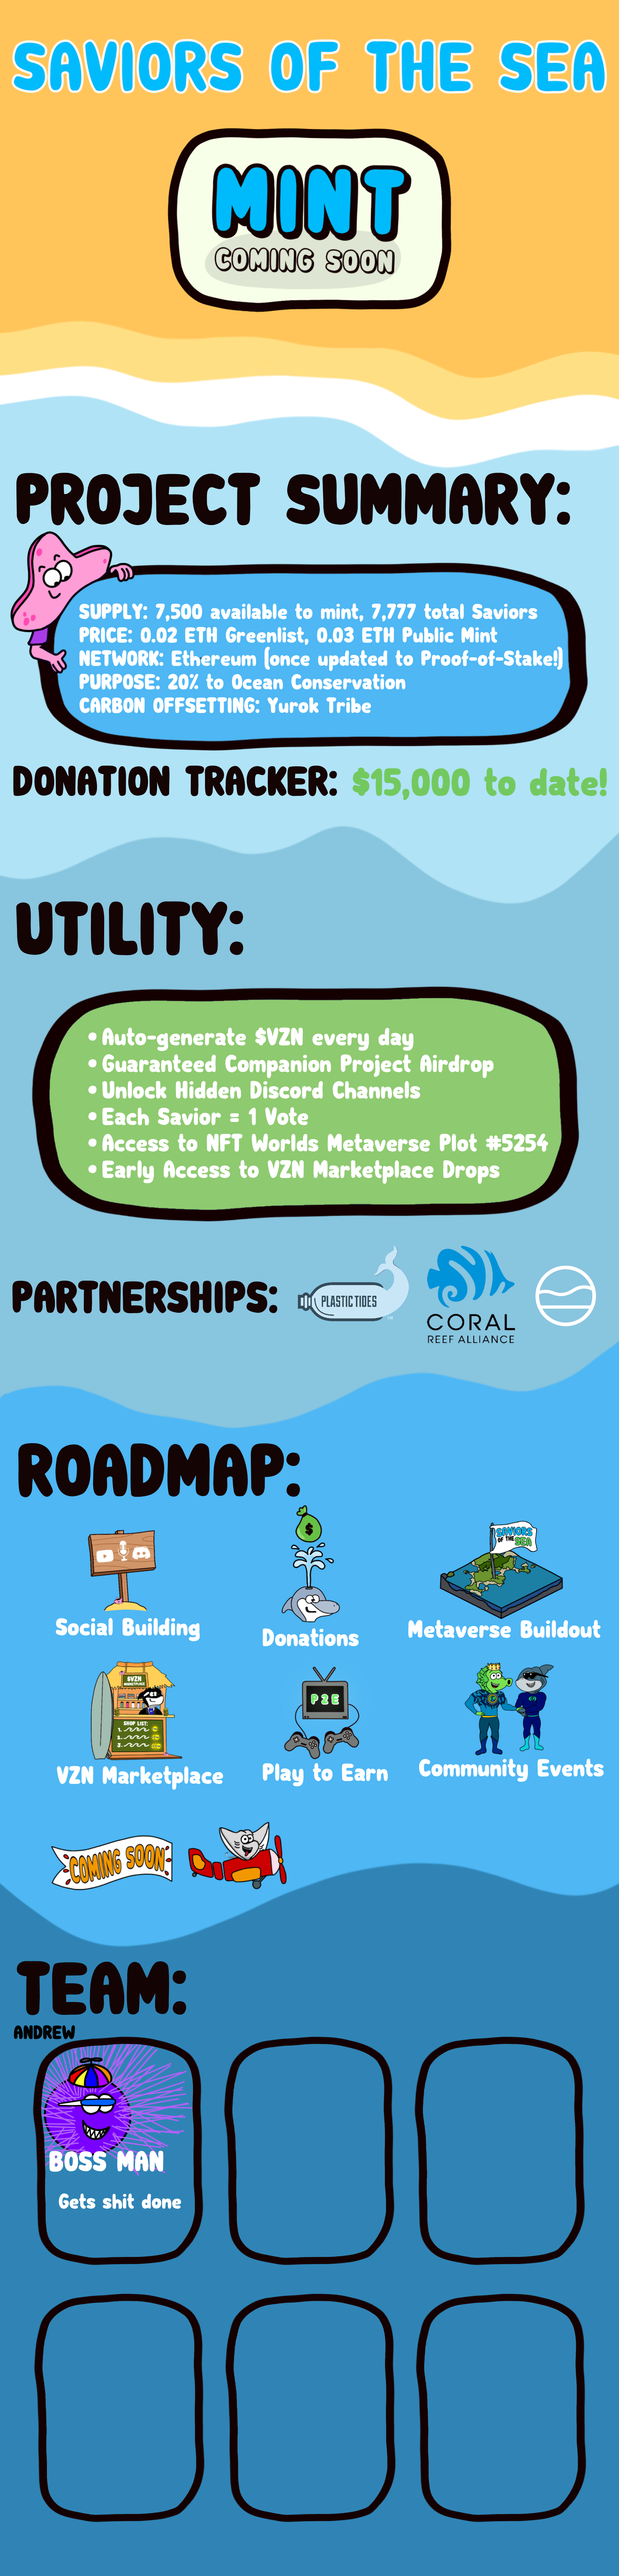 SAVIORS OF THE SEA
MINT
COMING SOON
PROJECT SUMMARY:
SUPPLY: 7,500 available to mint, 7,777 total Saviors
PRICE: 0.02 ETH Greenlist, 0.03 ETH Public Mint
NETWORK: Ethereum (once updated to Proof-of-Stake!)
PURPOSE: 20% to Ocean Conservation
CARBON OFFSETTING: Yurok Tribe
DONATION TRACKER: $15,000 to date!
UTILITY:
• Auto-generate $VZN every day
• Guaranteed Companion Project Airdrop
• Unlock Hidden Discord Channels
• Each Savior = 1 Vote
• Access to NFT Worlds Metaverse Plot #5254
• Early Access to VZN Marketplace Drops
PARTNERSHIPS:
PLASTIC TIDES
CORAL
REEF ALLIANCE
ROADMAP:
$
SAVIORS
OF THE SEA
Social Building
Donations
Metaverse Buildout
$VZN
MARKETPLACE
SHOP LIST:
1.
2.
3.
P2E
VZN Marketplace
Play to Earn
Community Events
COMING SOON
TEAM:
ANDREW
BOSS MAN
Gets shit done